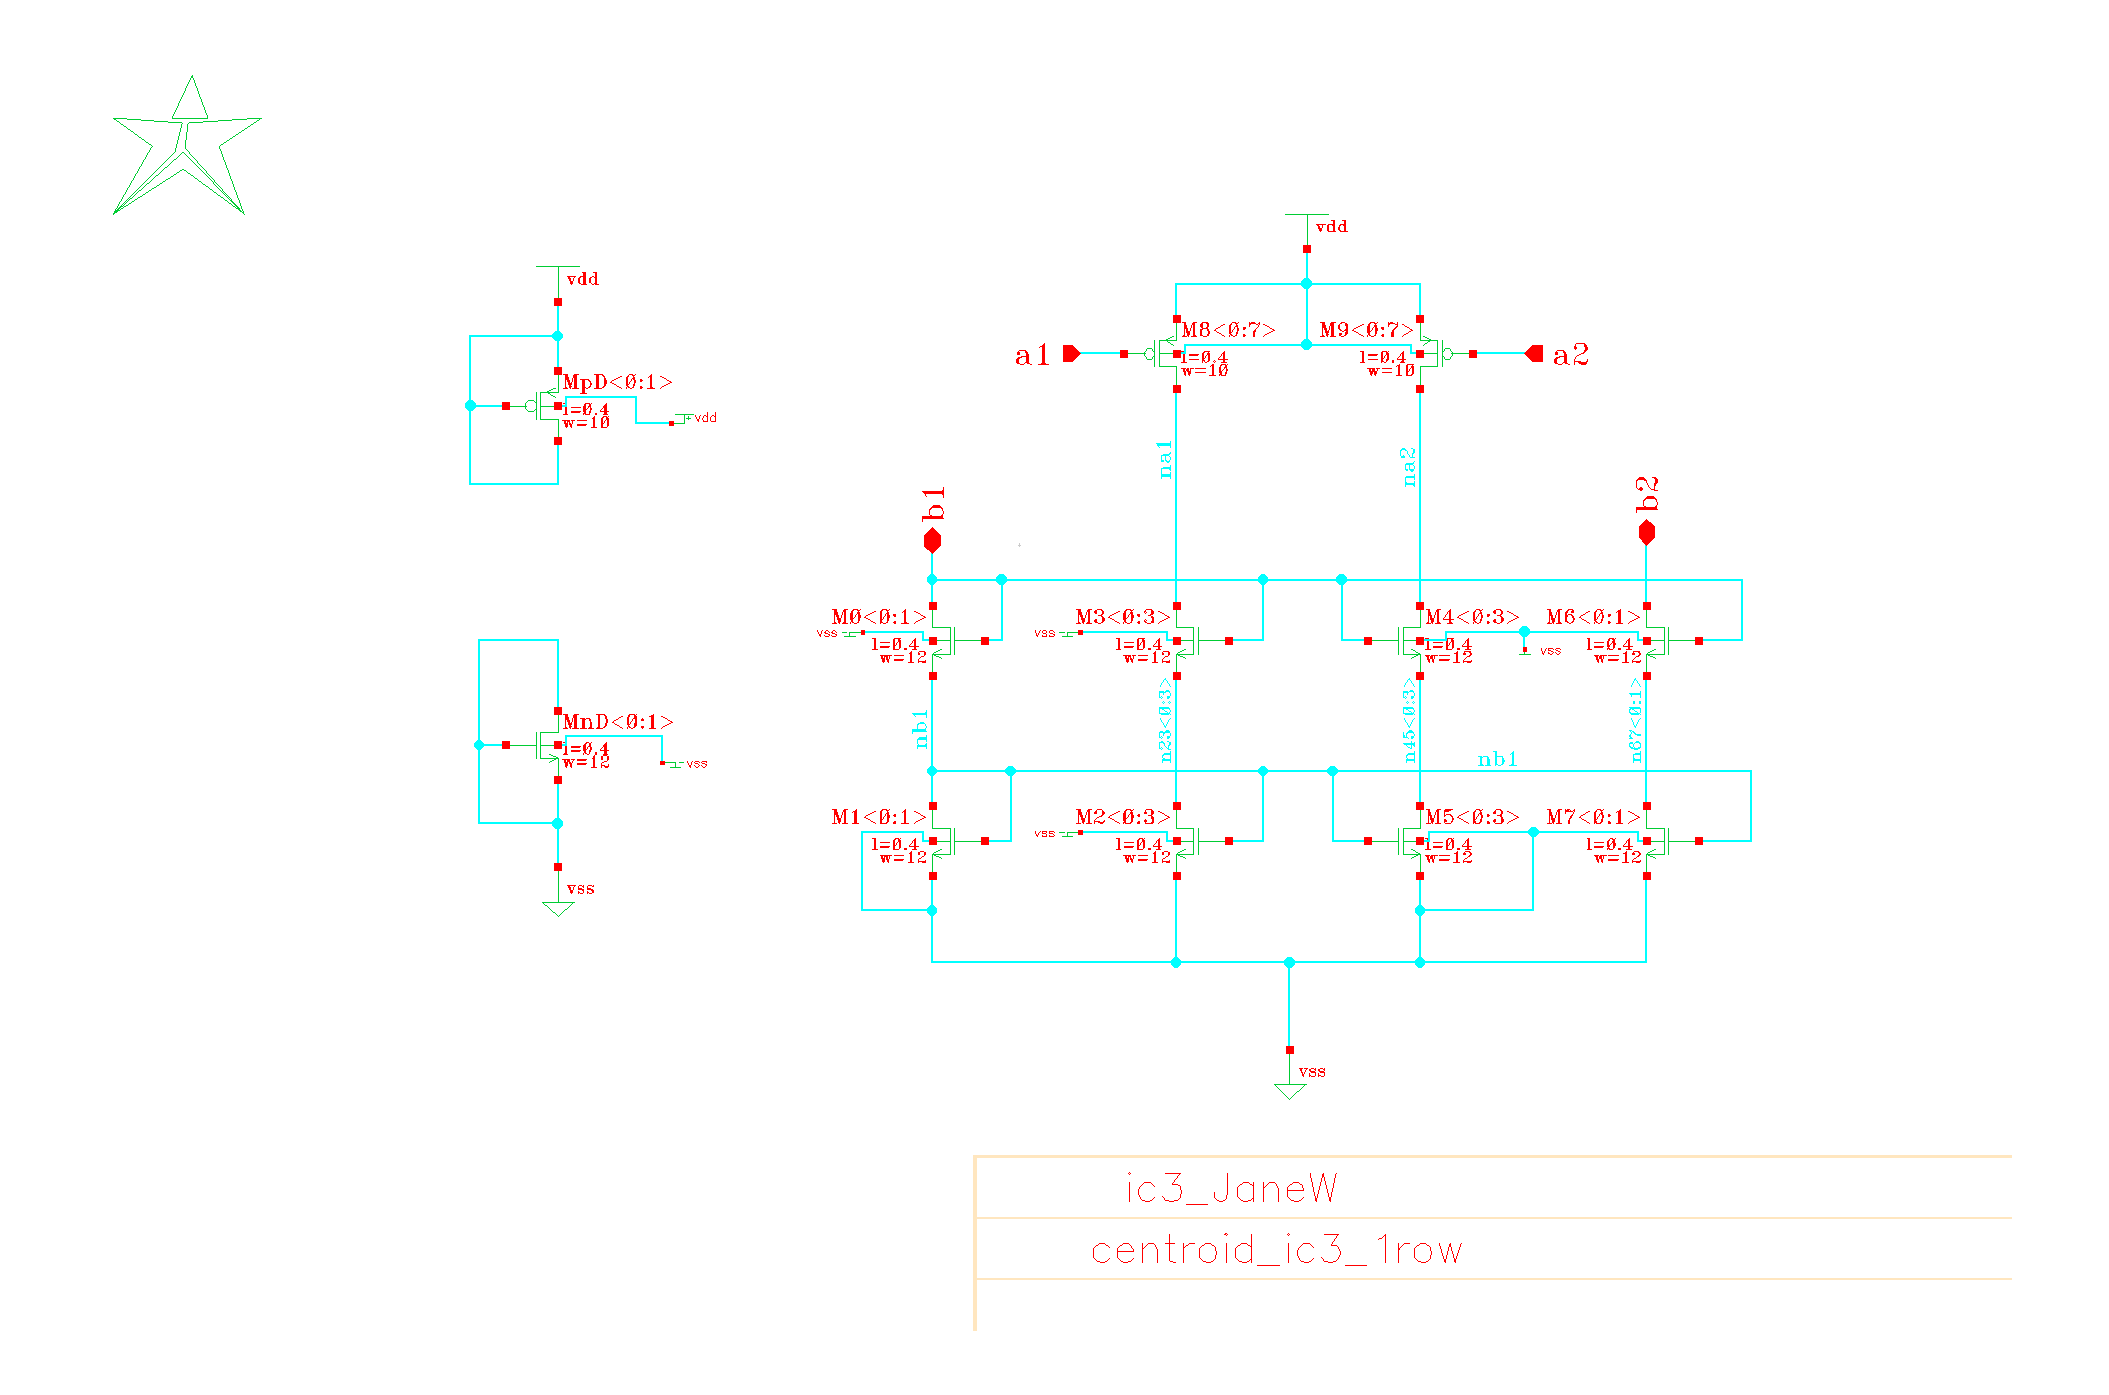 vdd
vdd
M8<0:7>
M9<0:7>
a1
l=0.4
w=10
l=0.4
w=10
a2
MpD<0:1>
l=0.4
w=10
vdd
na1
na2
b1
b2
M0<0:1>
M3<0:3>
M4<0:3>
M6<0:1>
vss
l=0.4
w=12
vss
l=0.4
w=12
l=0.4
w=12
vss
l=0.4
w=12
nb1
n23<0:3>
n45<0:3>
n67<0:1>
MnD<0:1>
l=0.4
w=12
vss
nb1
M1<0:1>
M2<0:3>
M5<0:3>
M7<0:1>
l=0.4
w=12
vss
l=0.4
w=12
l=0.4
w=12
l=0.4
w=12
vss
vss
ic3_JaneW
centroid_ic3_1row